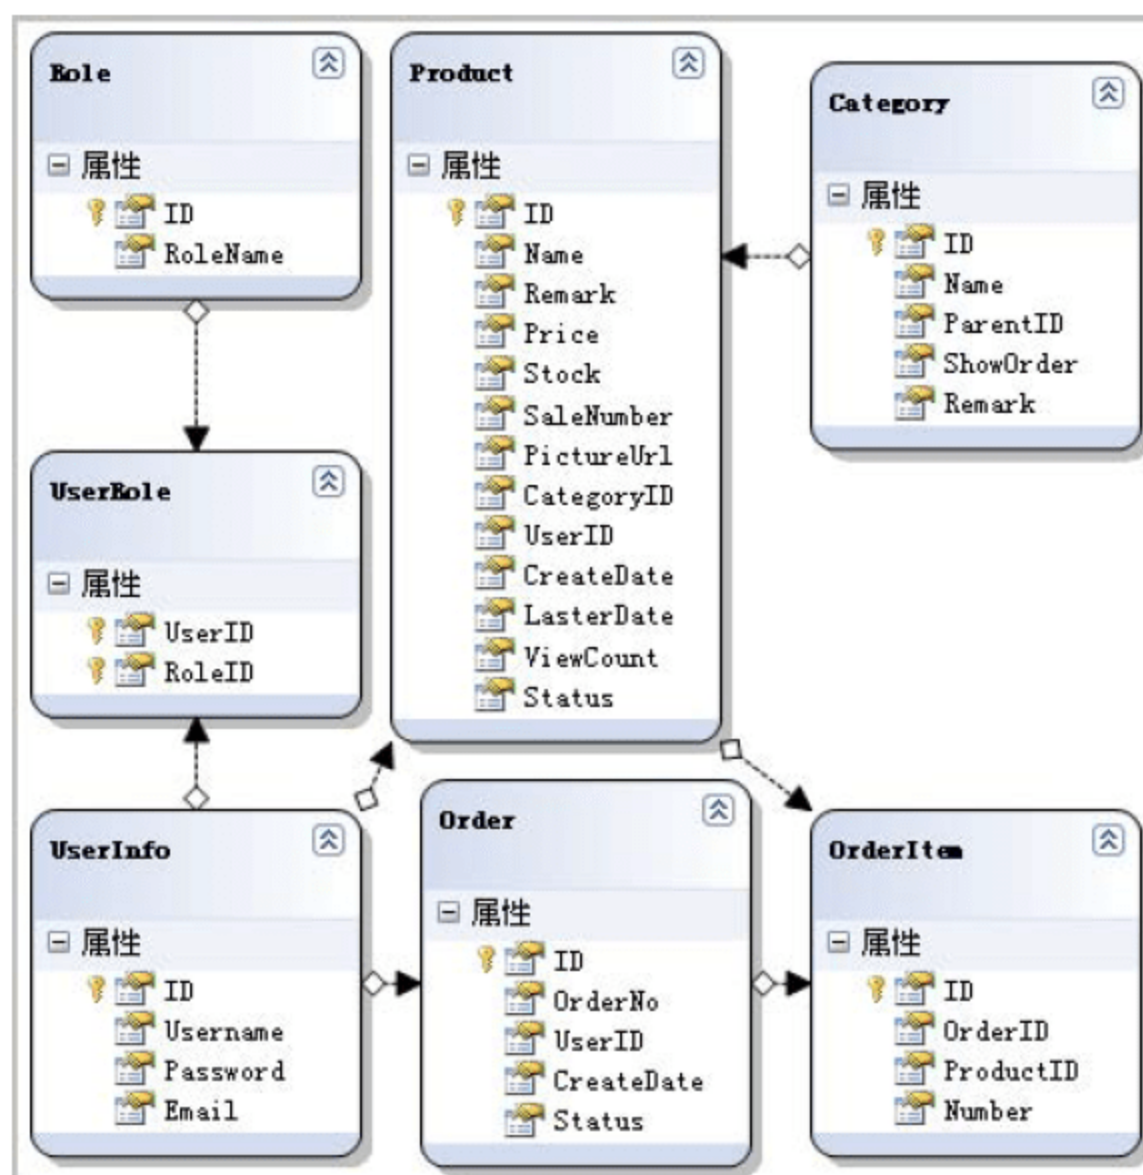 Role
属性
ID
RoleName
Product
属性
ID
Name
Remark
Price
Stock
SaleNumber
PictureUrl
CategoryID
UserID
CreateDate
LasterDate
ViewCount
Status
Category
属性
ID
Name
ParentID
ShowOrder
Remark
UserRole
属性
UserID
RoleID
UserInfo
属性
ID
Username
Password
Email
Order
属性
ID
OrderNo
UserID
CreateDate
Status
OrderItem
属性
ID
OrderID
ProductID
Number